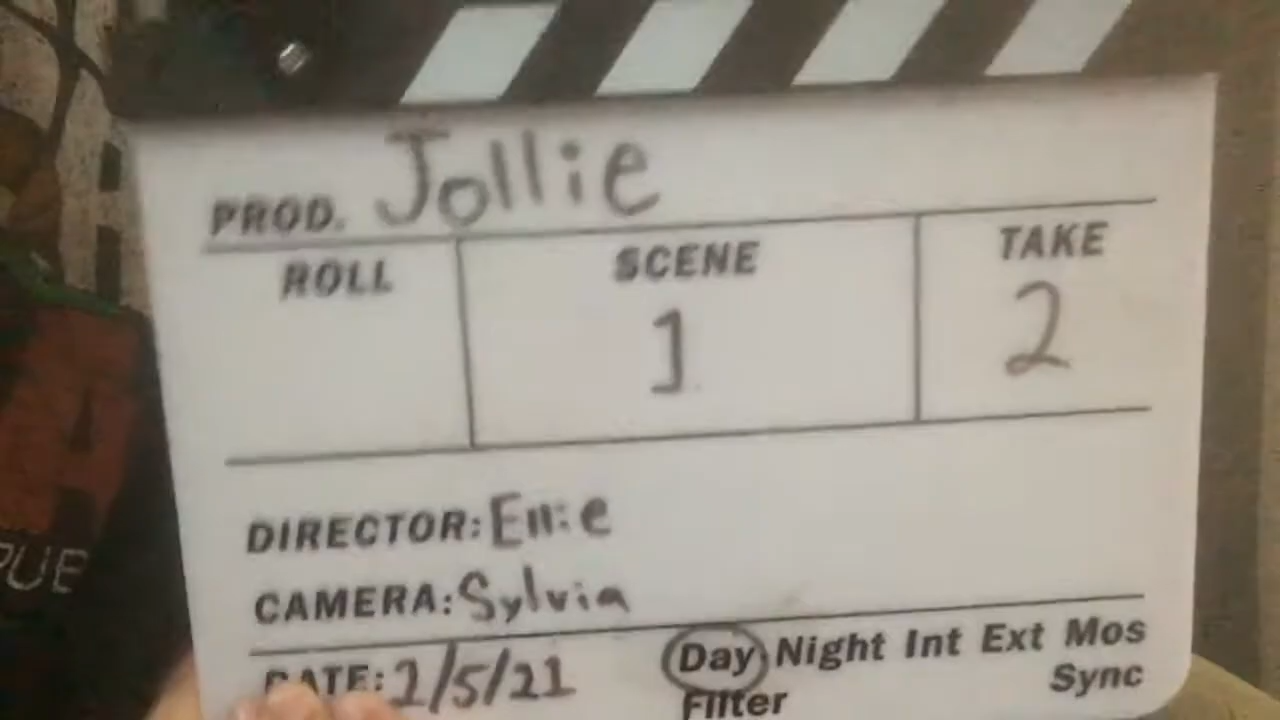 PROD. Jollie
ROLL SCENE TAKE
1 2
DIRECTOR: Ellie
CAMERA: Sylvia
DATE: 2/5/21 Day Night Int Ext Mos
Filter Sync